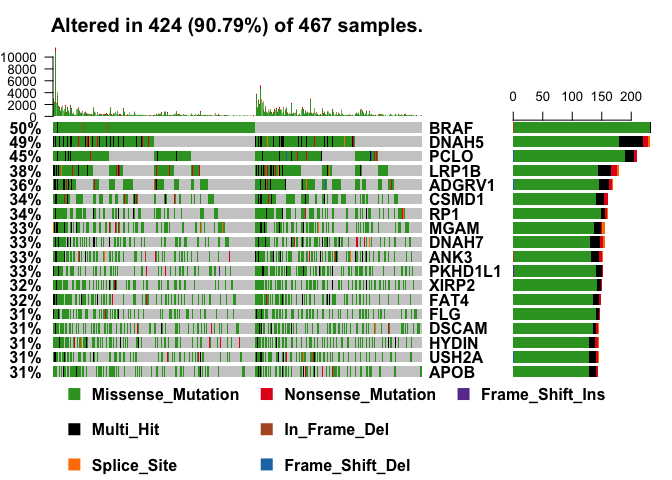 Altered in 424 (90.79%) of 467 samples.
10000
8000
6000
4000
2000
0
0 50 100 150 200
50% BRAF
49% DNAH5
45% PCLO
38% LRP1B
36% ADGRV1
34% CSMD1
34% RP1
33% MGAM
33% DNAH7
33% ANK3
33% PKHD1L1
32% XIRP2
32% FAT4
31% FLG
31% DSCAM
31% HYDIN
31% USH2A
31% APOB
Missense_Mutation Nonsense_Mutation Frame_Shift_Ins
Multi_Hit In_Frame_Del
Splice_Site Frame_Shift_Del